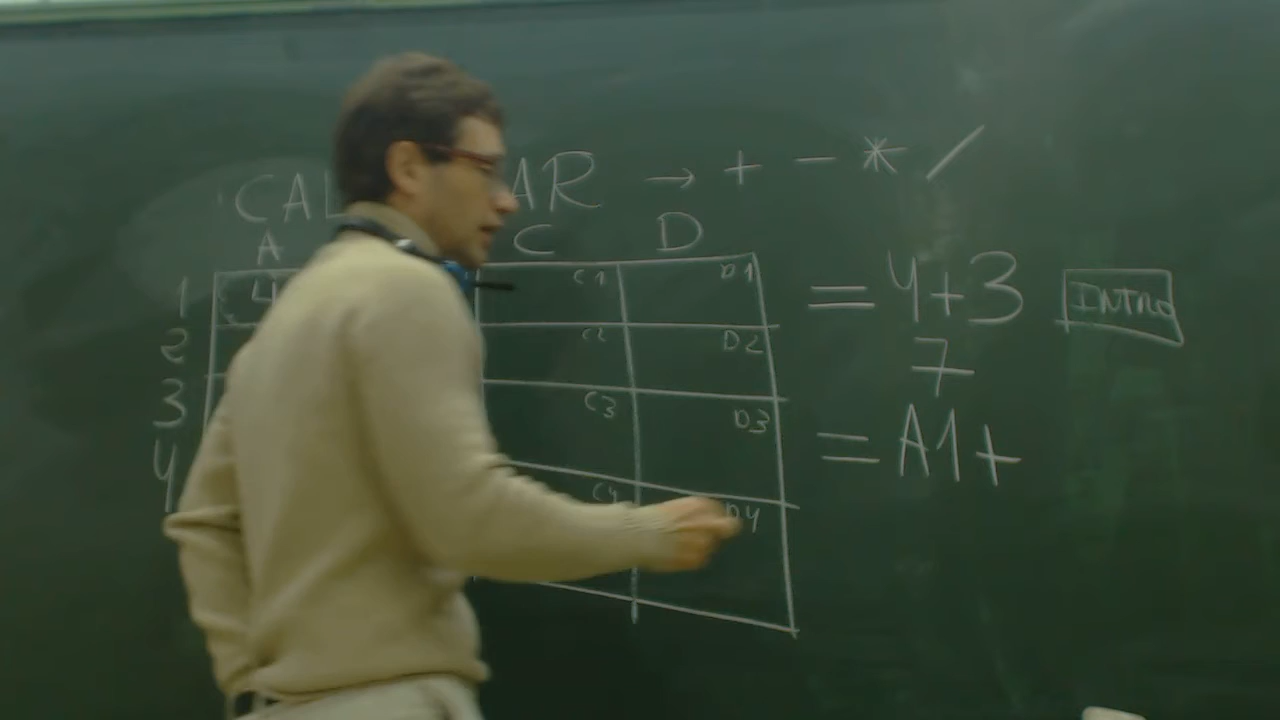 CAL AR → + - * /
A C D
1 4 C1 D1 = 4+3 INTRO
2 C2 D2 7
3 C3 D3 = A1+
4 C4 D4